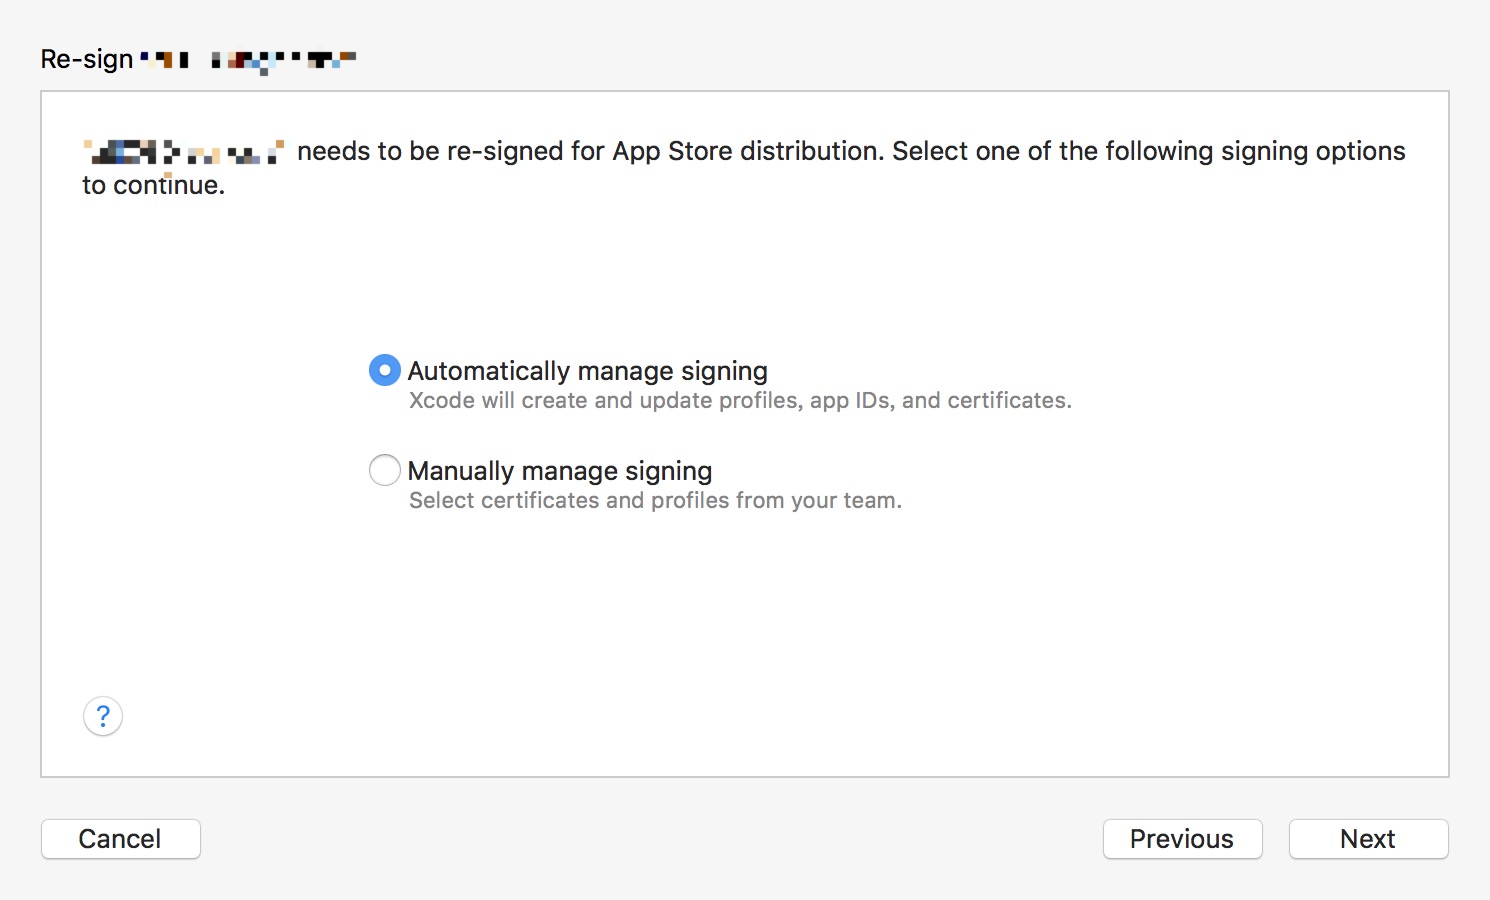 Re-sign
needs to be re-signed for App Store distribution. Select one of the following signing options
to continue.
Automatically manage signing
Xcode will create and update profiles, app IDs, and certificates.
Manually manage signing
Select certificates and profiles from your team.
?
Cancel
Previous
Next